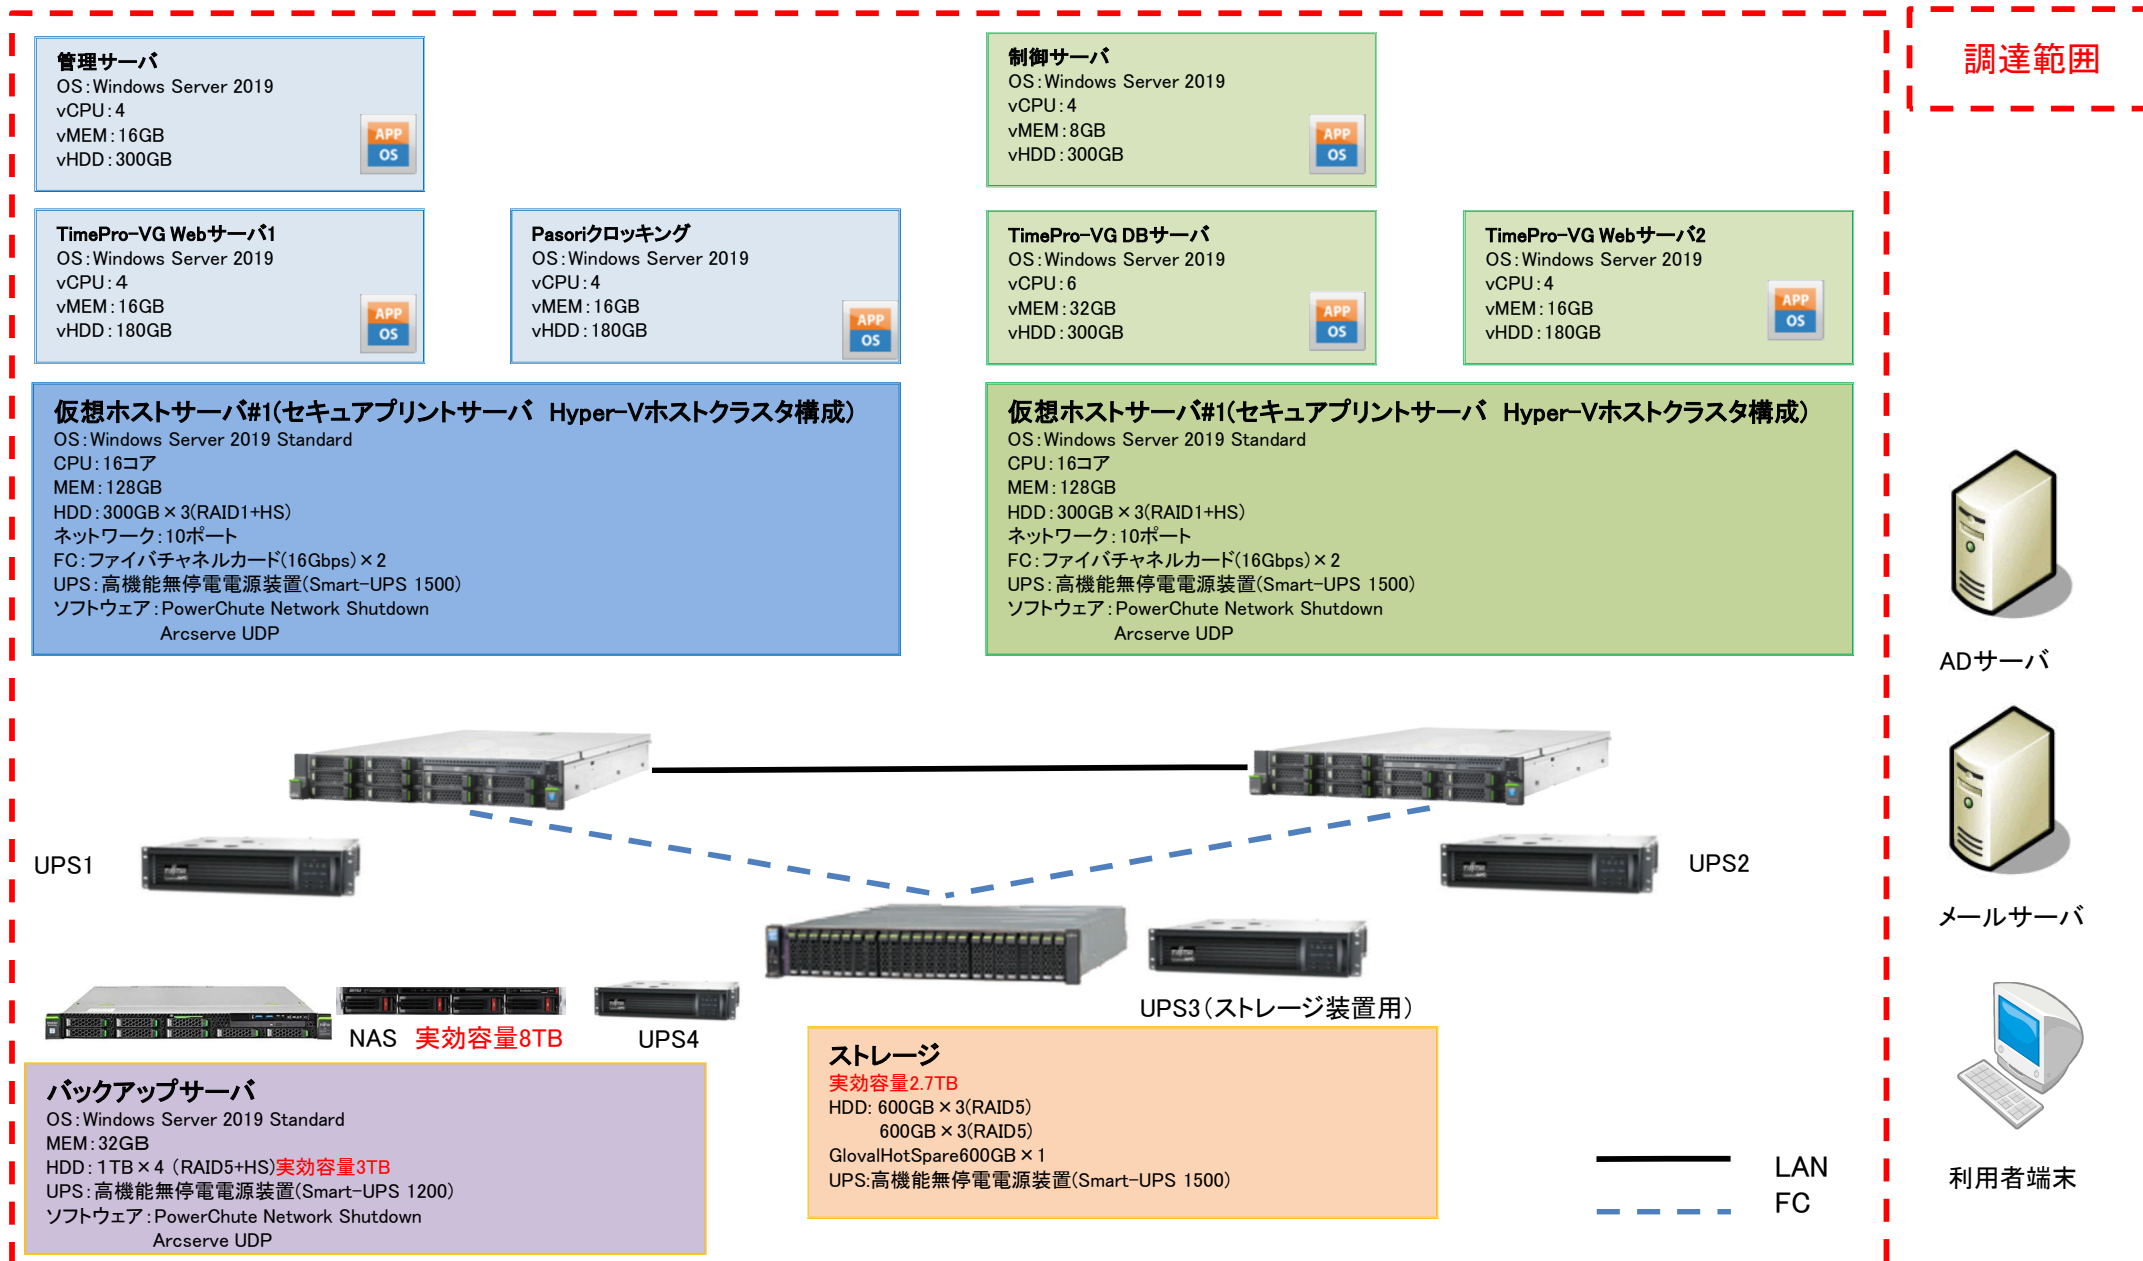 調達範囲
管理サーバ
OS:Windows Server 2019
vCPU:4
vMEM:16GB
vHDD:300GB
APP
OS
制御サーバ
OS:Windows Server 2019
vCPU:4
vMEM:8GB
vHDD:300GB
APP
OS
TimePro-VG Webサーバ1
OS:Windows Server 2019
vCPU:4
vMEM:16GB
vHDD:180GB
APP
OS
Pasoriクロッキング
OS:Windows Server 2019
vCPU:4
vMEM:16GB
vHDD:180GB
APP
OS
TimePro-VG DBサーバ
OS:Windows Server 2019
vCPU:6
vMEM:32GB
vHDD:300GB
APP
OS
TimePro-VG Webサーバ2
OS:Windows Server 2019
vCPU:4
vMEM:16GB
vHDD:180GB
APP
OS
仮想ホストサーバ#1(セキュアプリントサーバ　Hyper-Vホストクラスタ構成)
OS:Windows Server 2019 Standard
CPU:16コア
MEM:128GB
HDD:300GB×3(RAID1+HS)
ネットワーク:10ポート
FC:ファイバチャネルカード(16Gbps)×2
UPS:高機能無停電電源装置(Smart-UPS 1500)
ソフトウェア:PowerChute Network Shutdown
Arcserve UDP
仮想ホストサーバ#1(セキュアプリントサーバ　Hyper-Vホストクラスタ構成)
OS:Windows Server 2019 Standard
CPU:16コア
MEM:128GB
HDD:300GB×3(RAID1+HS)
ネットワーク:10ポート
FC:ファイバチャネルカード(16Gbps)×2
UPS:高機能無停電電源装置(Smart-UPS 1500)
ソフトウェア:PowerChute Network Shutdown
Arcserve UDP
ADサーバ
UPS1
UPS2
メールサーバ
UPS3(ストレージ装置用)
NAS　実効容量8TB
UPS4
バックアップサーバ
OS:Windows Server 2019 Standard
MEM:32GB
HDD:1TB×4 (RAID5+HS)実効容量3TB
UPS:高機能無停電電源装置(Smart-UPS 1200)
ソフトウェア:PowerChute Network Shutdown
Arcserve UDP
ストレージ
実効容量2.7TB
HDD: 600GB×3(RAID5)
600GB×3(RAID5)
GlovalHotSpare600GB×1
UPS:高機能無停電電源装置(Smart-UPS 1500)
LAN
FC
利用者端末